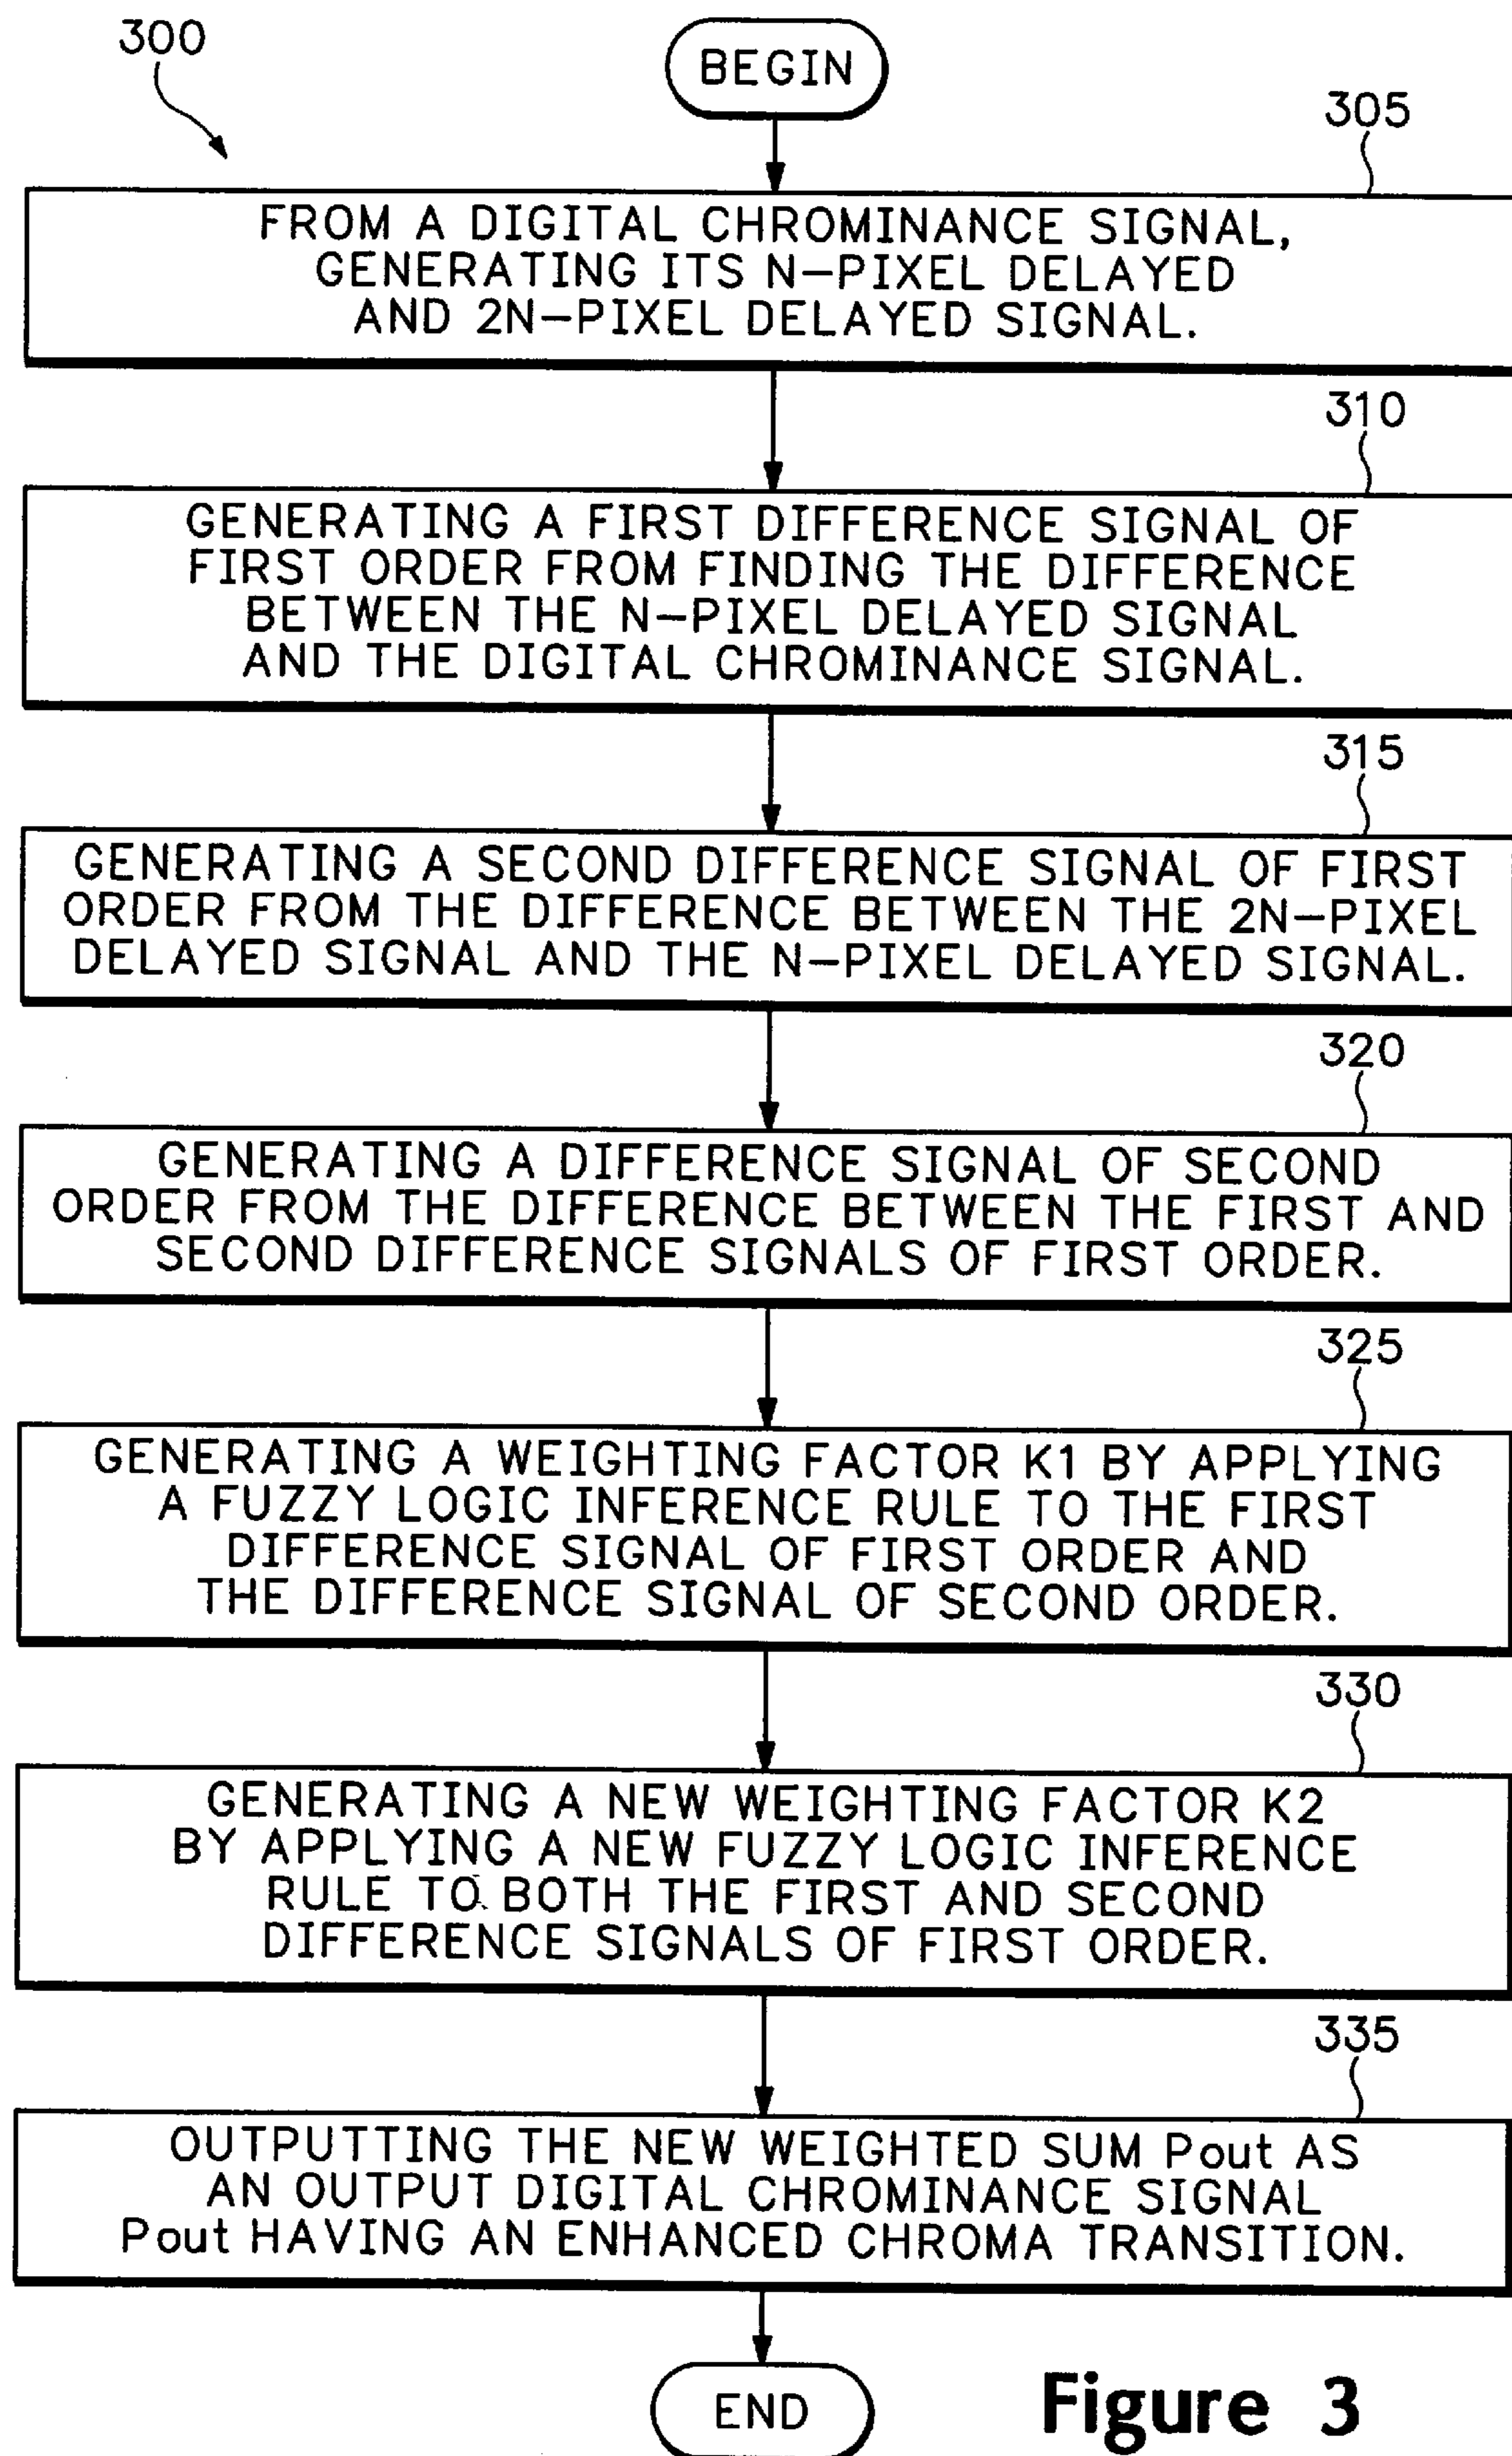 300
BEGIN
305
FROM A DIGITAL CHROMINANCE SIGNAL,
GENERATING ITS N–PIXEL DELAYED
AND 2N–PIXEL DELAYED SIGNAL.
310
GENERATING A FIRST DIFFERENCE SIGNAL OF
FIRST ORDER FROM FINDING THE DIFFERENCE
BETWEEN THE N–PIXEL DELAYED SIGNAL
AND THE DIGITAL CHROMINANCE SIGNAL.
315
GENERATING A SECOND DIFFERENCE SIGNAL OF FIRST
ORDER FROM THE DIFFERENCE BETWEEN THE 2N–PIXEL
DELAYED SIGNAL AND THE N–PIXEL DELAYED SIGNAL.
320
GENERATING A DIFFERENCE SIGNAL OF SECOND
ORDER FROM THE DIFFERENCE BETWEEN THE FIRST AND
SECOND DIFFERENCE SIGNALS OF FIRST ORDER.
325
GENERATING A WEIGHTING FACTOR K1 BY APPLYING
A FUZZY LOGIC INFERENCE RULE TO THE FIRST
DIFFERENCE SIGNAL OF FIRST ORDER AND
THE DIFFERENCE SIGNAL OF SECOND ORDER.
330
GENERATING A NEW WEIGHTING FACTOR K2
BY APPLYING A NEW FUZZY LOGIC INFERENCE
RULE TO BOTH THE FIRST AND SECOND
DIFFERENCE SIGNALS OF FIRST ORDER.
335
OUTPUTTING THE NEW WEIGHTED SUM Pout AS
AN OUTPUT DIGITAL CHROMINANCE SIGNAL
Pout HAVING AN ENHANCED CHROMA TRANSITION.
END
Figure 3